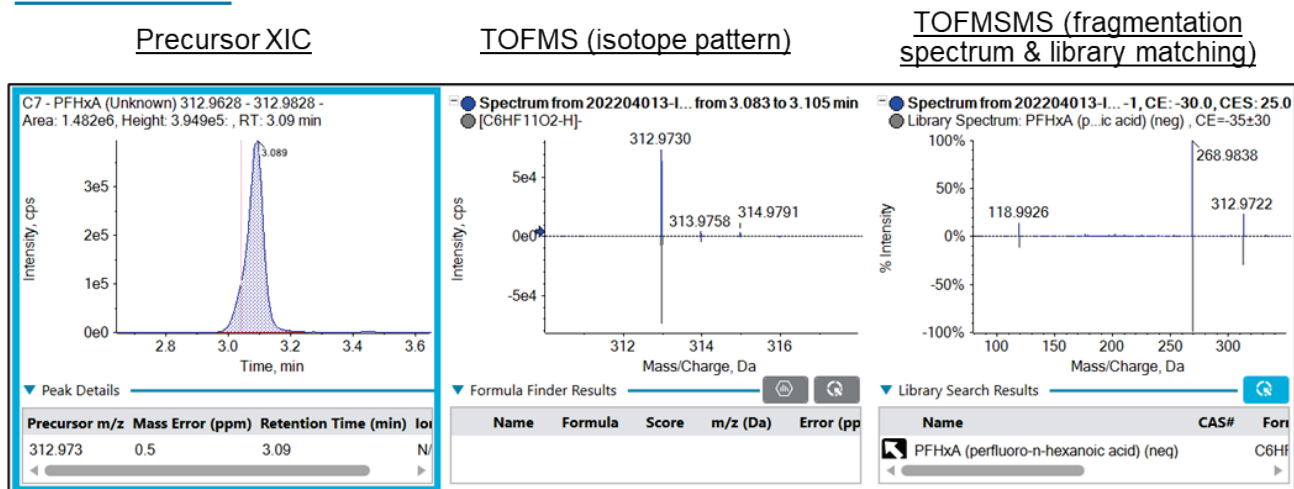 Precursor XIC
TOFMS (isotope pattern)
TOFMSMS (fragmentation
spectrum & library matching)
C7 - PFHxA (Unknown) 312.9628 - 312.9828 -
Area: 1.482e6, Height: 3.949e5: , RT: 3.09 min
3.089
Intensity, cps
3e5
2e5
1e5
0e0
2.8 3.0 3.2 3.4 3.6
Time, min
Peak Details
Precursor m/z Mass Error (ppm) Retention Time (min) Ion
312.973 0.5 3.09 N/
Spectrum from 202204013-I... from 3.083 to 3.105 min
[C6HF11O2-H]-
312.9730
313.9758
314.9791
Intensity, cps
5e4
0e0
-5e4
312 314 316
Mass/Charge, Da
Formula Finder Results
Name Formula Score m/z (Da) Error (pp
Spectrum from 202204013-I... -1, CE: -30.0, CES: 25.0
Library Spectrum: PFHxA (p...ic acid) (neg) , CE=-35±30
100%
268.9838
50%
118.9926
312.9722
% Intensity
0%
-50%
-100%
100 150 200 250 300
Mass/Charge, Da
Library Search Results
Name CAS# Forr
PFHxA (perfluoro-n-hexanoic acid) (neg) C6HF